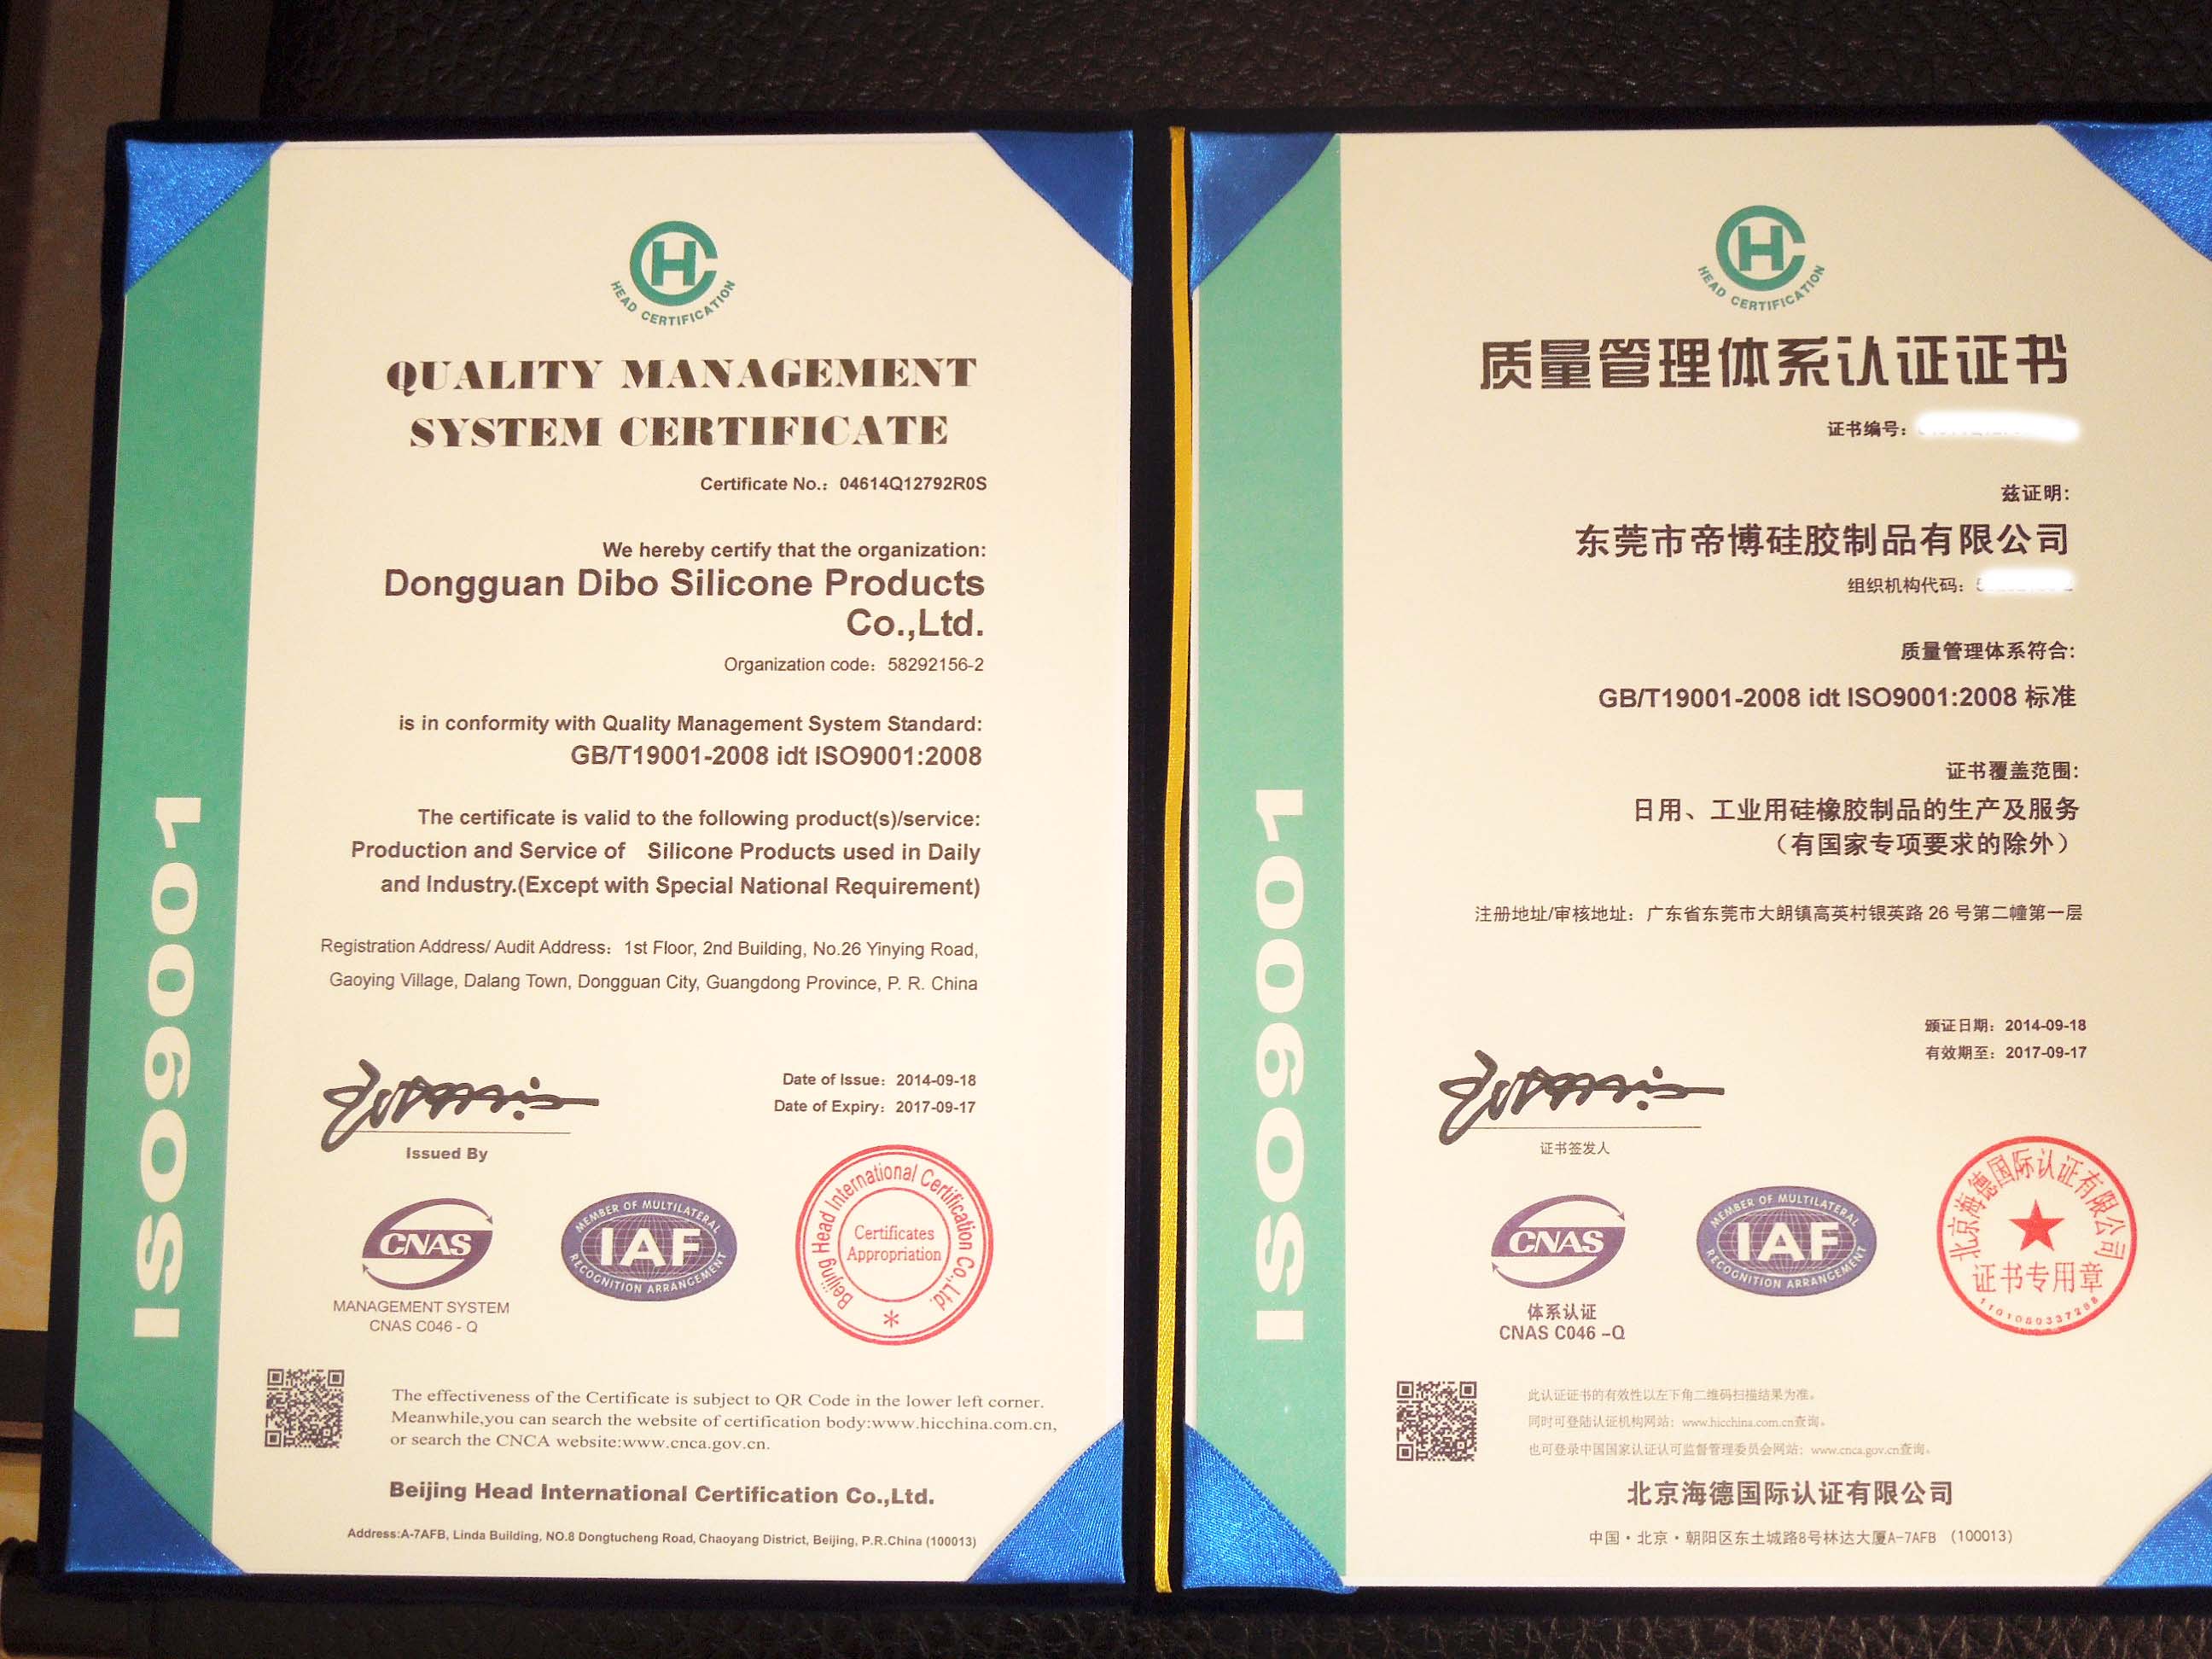 HC
HEAD CERTIFICATION
QUALITY MANAGEMENT
SYSTEM CERTIFICATE
Certificate No.: 04614Q12792R0S
We hereby certify that the organization:
Dongguan Dibo Silicone Products
Co.,Ltd.
Organization code: 58292156-2
is in conformity with Quality Management System Standard:
GB/T19001-2008 idt ISO9001:2008
The certificate is valid to the following product(s)/service:
Production and Service of Silicone Products used in Daily
and Industry.(Except with Special National Requirement)
Registration Address/ Audit Address: 1st Floor, 2nd Building, No.26 Yinying Road,
Gaoying Village, Dalang Town, Dongguan City, Guangdong Province, P. R. China
Date of Issue: 2014-09-18
Date of Expiry: 2017-09-17
Issued By
CNAS
MANAGEMENT SYSTEM
CNAS C046 - Q
MEMBER OF MULTILATERAL
IAF
RECOGNITION ARRANGEMENT
Beijing Head International Certification Co.,Ltd.
Certificates
Appropriation
The effectiveness of the Certificate is subject to QR Code in the lower left corner.
Meanwhile,you can search the website of certification body:www.hicchina.com.cn,
or search the CNCA website:www.cnca.gov.cn.
Beijing Head International Certification Co.,Ltd.
Address:A-7AFB, Linda Building, NO.8 Dongtucheng Road, Chaoyang District, Beijing, P.R.China (100013)
ISO9001
HC
HEAD CERTIFICATION
质量管理体系认证证书
证书编号:
兹证明:
东莞市帝博硅胶制品有限公司
组织机构代码:
质量管理体系符合:
GB/T19001-2008 idt ISO9001:2008 标准
证书覆盖范围:
日用、工业用硅橡胶制品的生产及服务
（有国家专项要求的除外）
注册地址/审核地址: 广东省东莞市大朗镇高英村银英路 26 号第二幢第一层
颁证日期: 2014-09-18
有效期至: 2017-09-17
证书签发人
CNAS
体系认证
CNAS C046 -Q
MEMBER OF MULTILATERAL
IAF
RECOGNITION ARRANGEMENT
北京海德国际认证有限公司
证书专用章
1101080337288
此认证证书的有效性以左下角二维码扫描结果为准。
同时可登陆认证机构网站: www.hicchina.com.cn查询。
也可登录中国国家认证认可监督管理委员会网站: www.cnca.gov.cn查询。
北京海德国际认证有限公司
中国·北京·朝阳区东土城路8号林达大厦A-7AFB (100013)
ISO9001